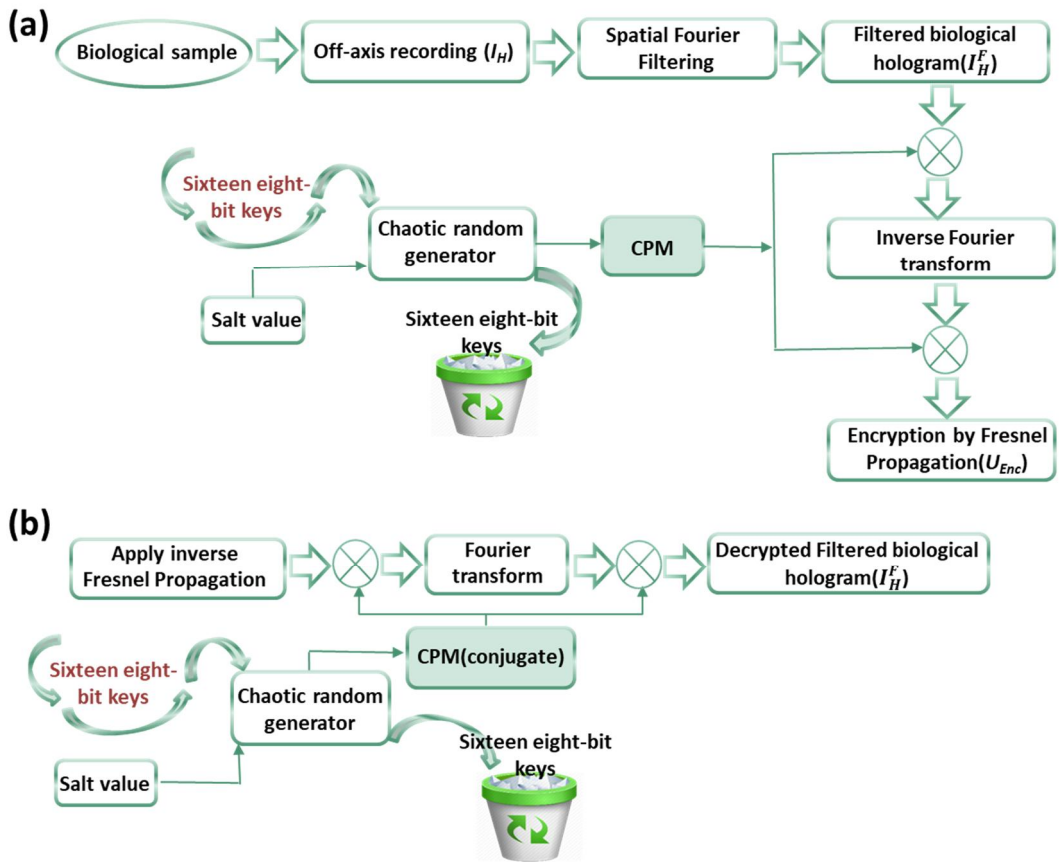 (a)
Biological sample
Off-axis recording (I_H)
Spatial Fourier
Filtering
Filtered biological
hologram(I_H^F)
Sixteen eight-
bit keys
Chaotic random
generator
CPM
Inverse Fourier
transform
Salt value
Sixteen eight-bit
keys
Encryption by Fresnel
Propagation(U_Enc)
(b)
Apply inverse
Fresnel Propagation
Fourier
transform
Decrypted Filtered biological
hologram(I_H^F)
CPM(conjugate)
Sixteen eight-
bit keys
Chaotic random
generator
Sixteen eight-bit
keys
Salt value